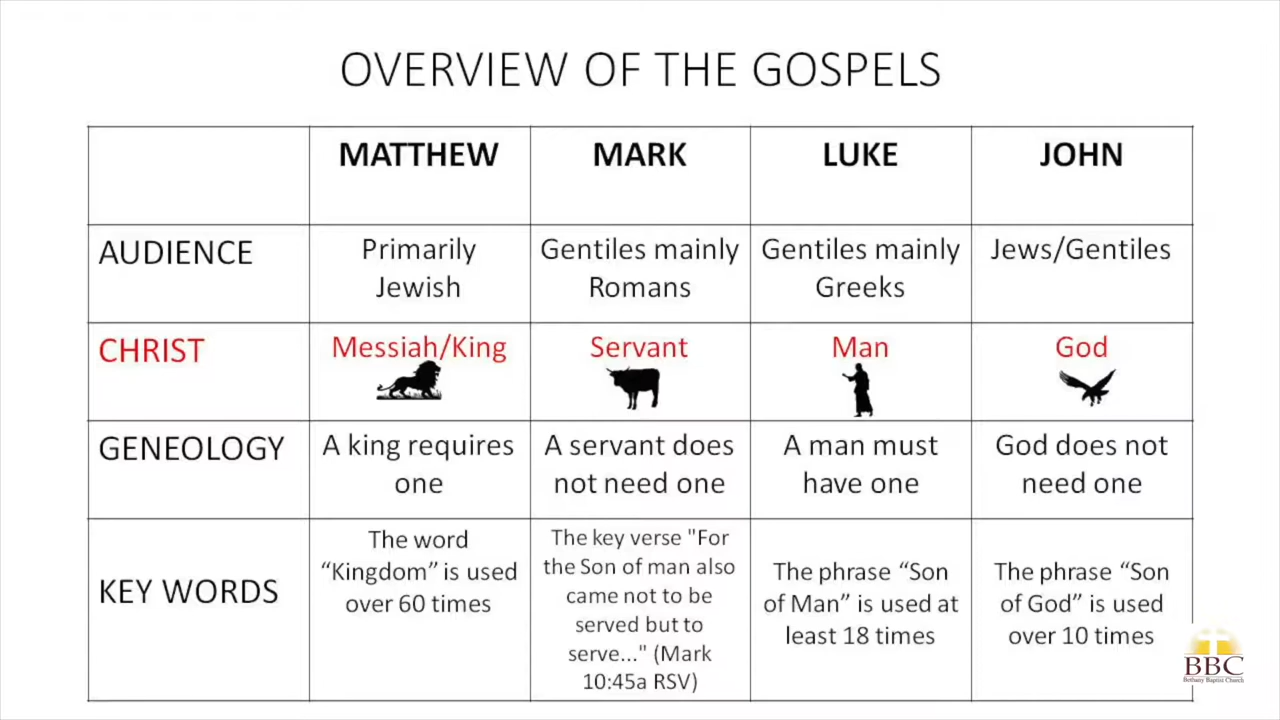 OVERVIEW OF THE GOSPELS
MATTHEW
MARK
LUKE
JOHN
AUDIENCE
Primarily
Jewish
Gentiles mainly
Romans
Gentiles mainly
Greeks
Jews/Gentiles
CHRIST
Messiah/King
Servant
Man
God
GENEOLOGY
A king requires
one
A servant does
not need one
A man must
have one
God does not
need one
KEY WORDS
The word
“Kingdom” is used
over 60 times
The key verse "For
the Son of man also
came not to be
served but to
serve..." (Mark
10:45a RSV)
The phrase “Son
of Man” is used at
least 18 times
The phrase “Son
of God” is used
over 10 times
BBC
Bethany Baptist Church